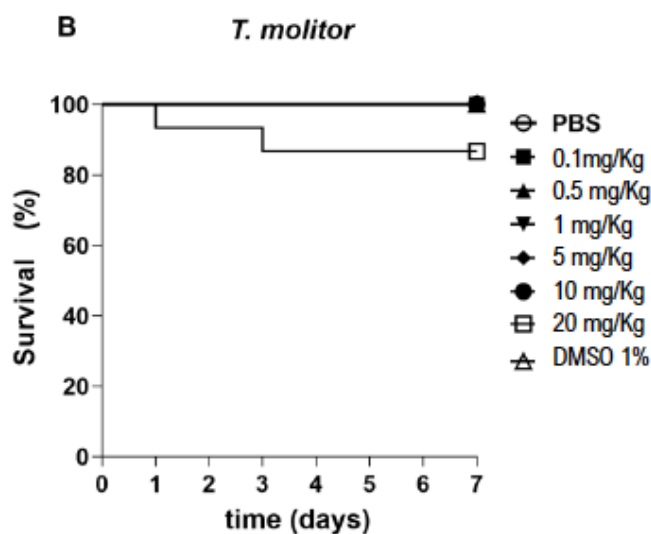 B
T. molitor
Survival (%)
100
80
60
40
20
0
0 1 2 3 4 5 6 7
time (days)
PBS
0.1mg/Kg
0.5 mg/Kg
1 mg/Kg
5 mg/Kg
10 mg/Kg
20 mg/Kg
DMSO 1%